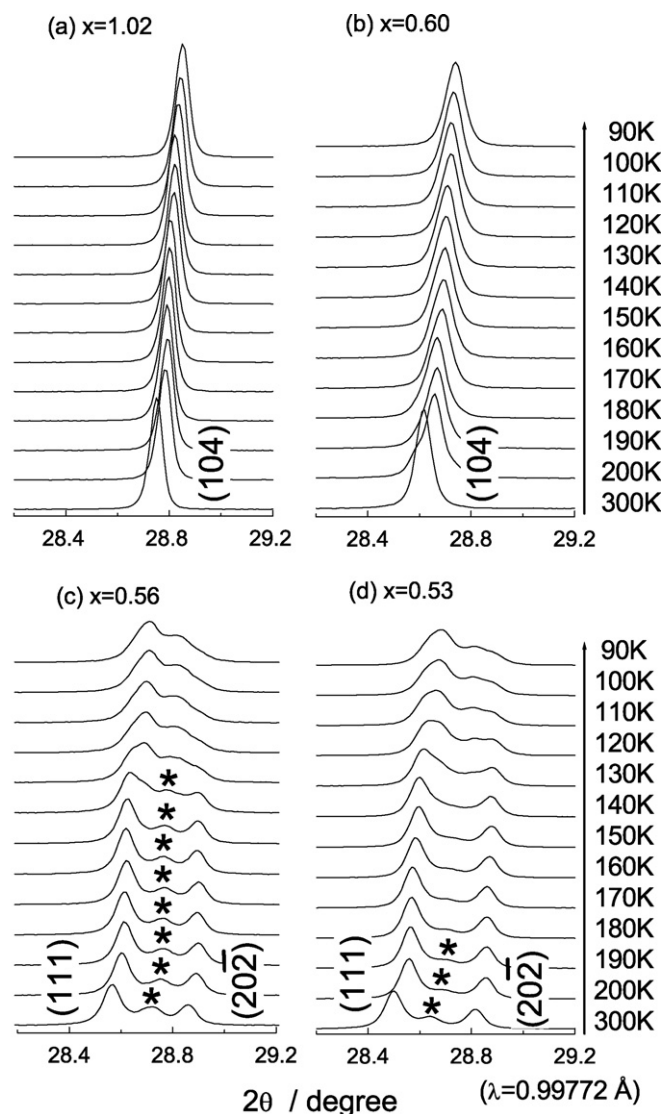 (a) x=1.02
(b) x=0.60
90K
100K
110K
120K
130K
140K
150K
160K
170K
180K
190K
200K
300K
(104)
(104)
28.4 28.8 29.2
28.4 28.8 29.2
(c) x=0.56
(d) x=0.53
90K
100K
110K
120K
130K
140K
150K
160K
170K
180K
190K
200K
300K
*
*
*
*
*
*
*
*
*
*
(111)
(2̅02)
(111)
(2̅02)
28.4 28.8 29.2
28.4 28.8 29.2
2θ / degree
(λ=0.99772 Å)